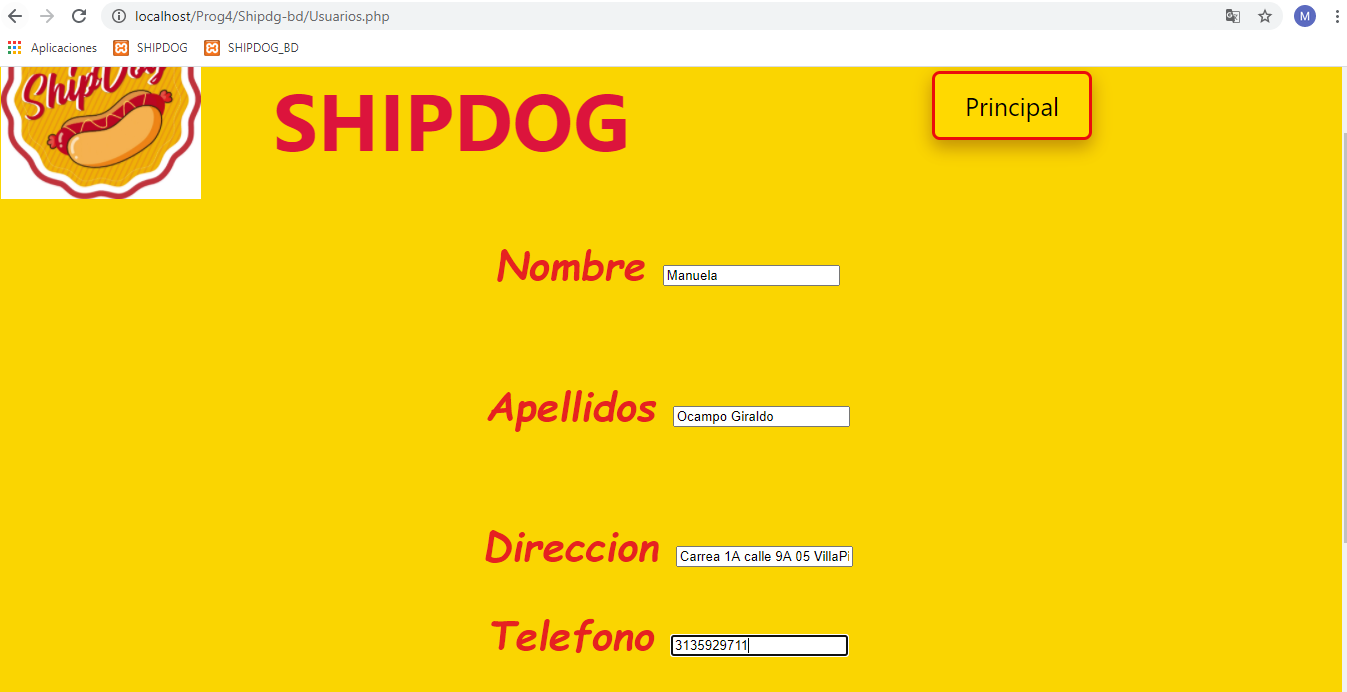 localhost/Prog4/Shipdg-bd/Usuarios.php
M
Aplicaciones SHIPDOG SHIPDOG_BD
ShipDog
SHIPDOG
Principal
Nombre Manuela
Apellidos Ocampo Giraldo
Direccion Carrea 1A calle 9A 05 VillaPi
Telefono 3135929711